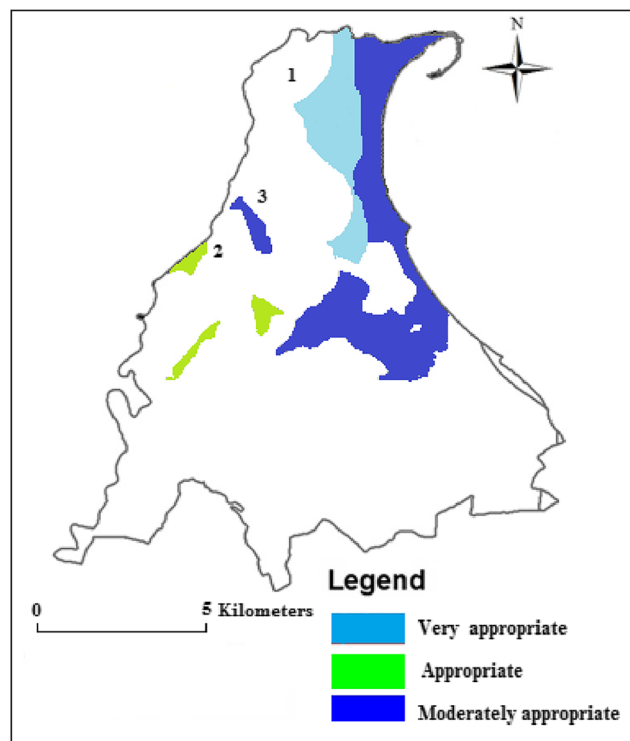 N
1
3
2
Legend
0 5 Kilometers
Very appropriate
Appropriate
Moderately appropriate